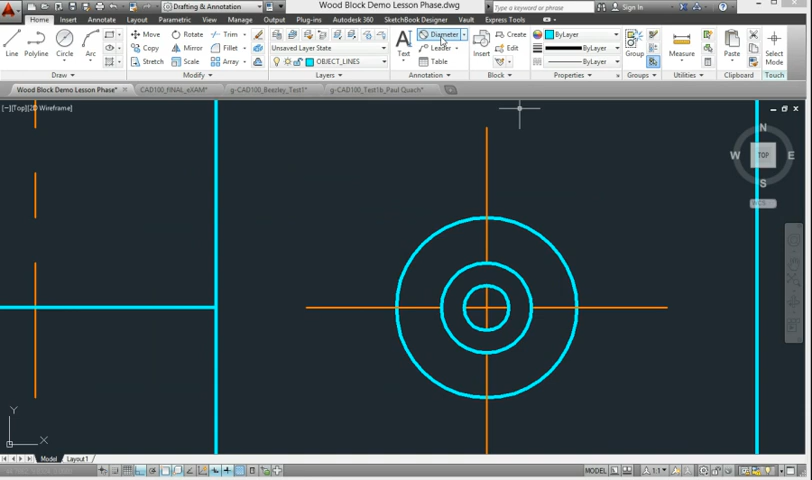 Drafting & Annotation
Wood Block Demo Lesson Phase.dwg
Type a keyword or phrase
Sign In
Home
Insert
Annotate
Layout
Parametric
View
Manage
Output
Plug-ins
Autodesk 360
SketchBook Designer
Vault
Express Tools
Line
Polyline
Circle
Arc
Move
Rotate
Trim
Copy
Mirror
Fillet
Stretch
Scale
Array
Unsaved Layer State
OBJECT_LINES
Text
Diameter
Leader
Table
Insert
Create
Edit
ByLayer
ByLayer
ByLayer
Group
Measure
Paste
Select
Mode
Draw
Modify
Layers
Annotation
Block
Properties
Groups
Utilities
Clipboard
Touch
Wood Block Demo Lesson Phase*
CAD100_fINAL_eXAM*
g-CAD100_Beezley_Test1*
g-CAD100_Test1b_Paul Quach*
[−][Top][2D Wireframe]
N
W
TOP
E
S
WCS
Y
X
Model
Layout1
MODEL
1:1